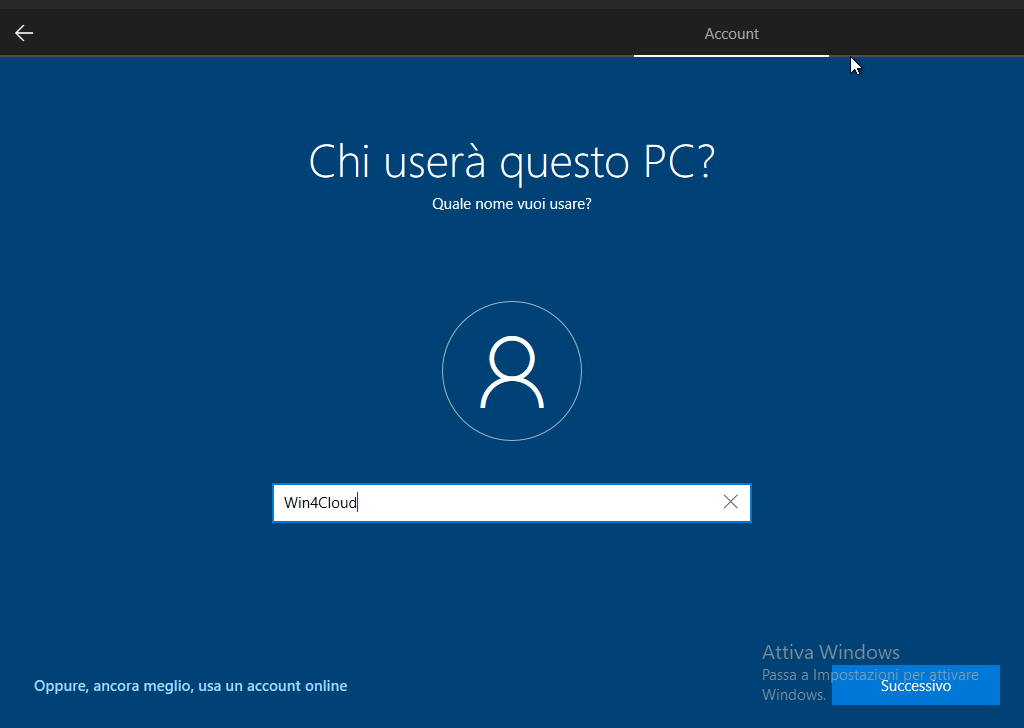 Account
Chi userà questo PC?
Quale nome vuoi usare?
Win4Cloud
Attiva Windows
Passa a Impostazioni per attivare
Windows.
Oppure, ancora meglio, usa un account online
Successivo